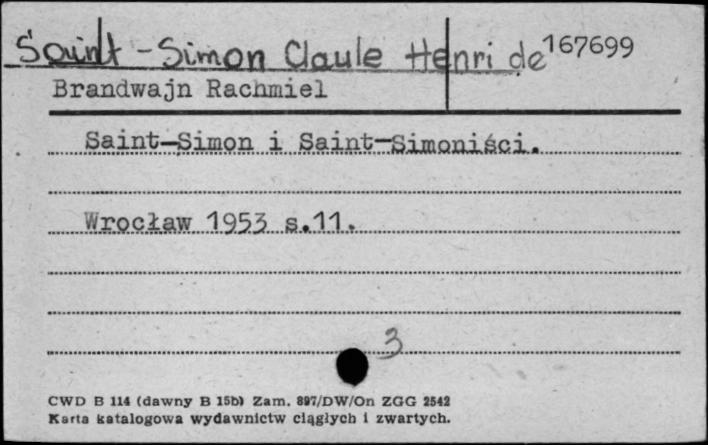 Saint-Simon Claule Henri de 167699
Brandwajn Rachmiel
Saint-Simon i Saint-Simoniści.
Wrocław 1953 s.11.
3
CWD B 114 (dawny B 15b) Zam. 897/DW/On ZGG 2542
Karta katalogowa wydawnictw ciągłych i zwartych.